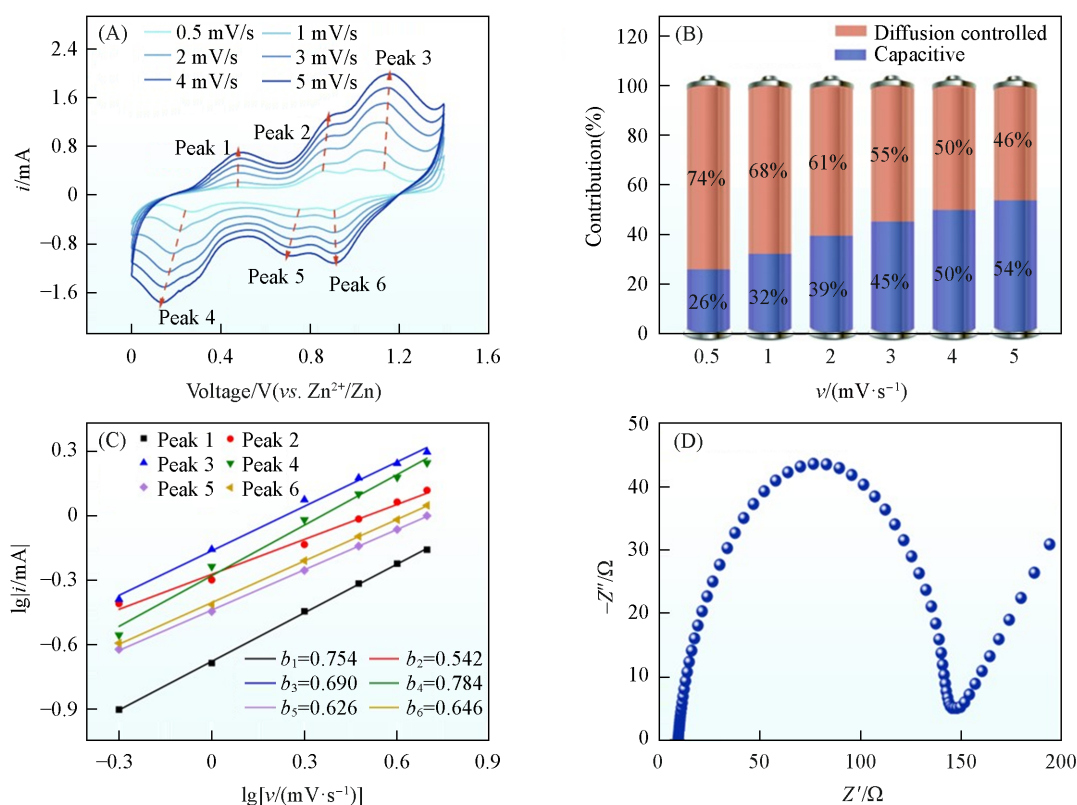 (A)
0.5 mV/s 1 mV/s
2 mV/s 3 mV/s
4 mV/s 5 mV/s
Peak 1
Peak 2
Peak 3
Peak 4
Peak 5
Peak 6
2.4
1.6
0.8
0
−0.8
−1.6
i/mA
0 0.4 0.8 1.2 1.6
Voltage/V(vs. Zn²⁺/Zn)
(B)
Diffusion controlled
Capacitive
120
100
80
60
40
20
0
Contribution(%)
74% 68% 61% 55% 50% 46%
26% 32% 39% 45% 50% 54%
0.5 1 2 3 4 5
v/(mV·s⁻¹)
(C)
Peak 1 Peak 2
Peak 3 Peak 4
Peak 5 Peak 6
0.3
0
−0.3
−0.6
−0.9
lg|i/mA|
b₁=0.754 b₂=0.542
b₃=0.690 b₄=0.784
b₅=0.626 b₆=0.646
−0.3 0 0.3 0.6 0.9
lg[v/(mV·s⁻¹)]
(D)
50
40
30
20
10
0
−Z″/Ω
0 50 100 150 200
Z′/Ω